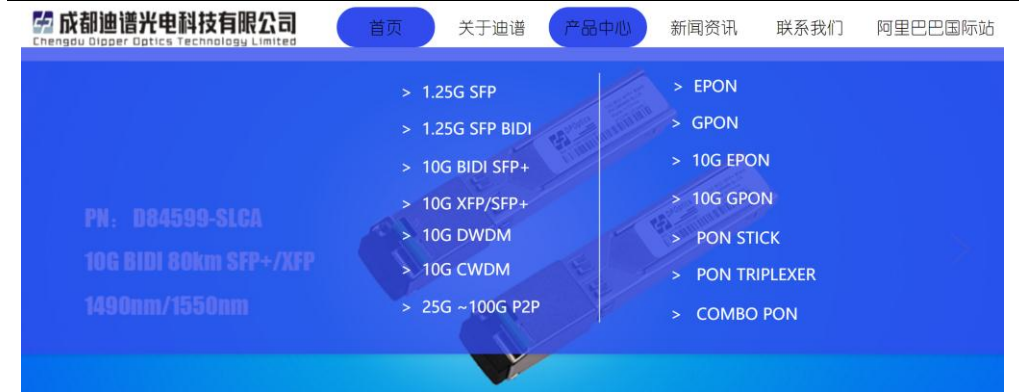 成都迪谱光电科技有限公司
Chengdu Dipper Optics Technology Limited
首页 关于迪谱 产品中心 新闻资讯 联系我们 阿里巴巴国际站
> 1.25G SFP
> 1.25G SFP BIDI
> 10G BIDI SFP+
> 10G XFP/SFP+
> 10G DWDM
> 10G CWDM
> 25G ~100G P2P
> EPON
> GPON
> 10G EPON
> 10G GPON
> PON STICK
> PON TRIPLEXER
> COMBO PON
PN: D84599-SLCA
10G BIDI 80km SFP+/XFP
1490nm/1550nm